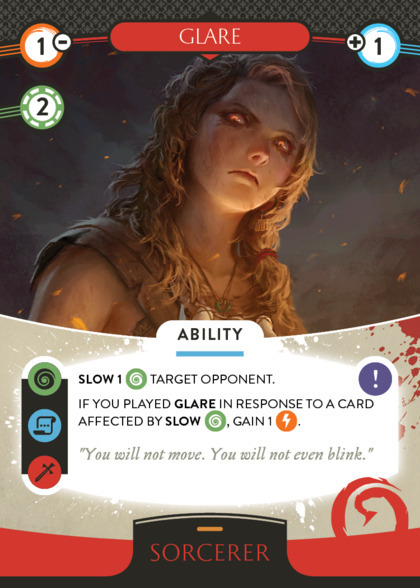 GLARE
1 -
+ 1
2
ABILITY
SLOW 1 TARGET OPPONENT.
!
IF YOU PLAYED GLARE IN RESPONSE TO A CARD
AFFECTED BY SLOW , GAIN 1 .
"You will not move. You will not even blink."
SORCERER